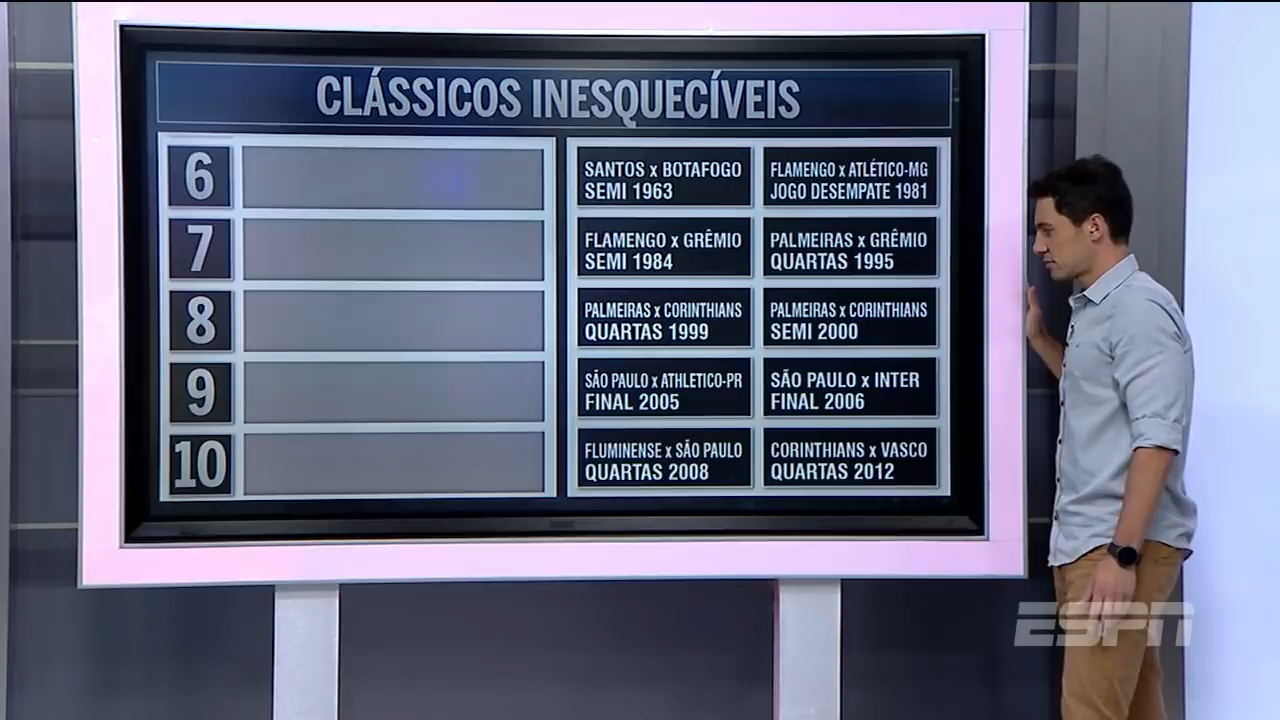 CLÁSSICOS INESQUECÍVEIS
6
7
8
9
10
SANTOS x BOTAFOGO
SEMI 1963
FLAMENGO x ATLÉTICO-MG
JOGO DESEMPATE 1981
FLAMENGO x GRÊMIO
SEMI 1984
PALMEIRAS x GRÊMIO
QUARTAS 1995
PALMEIRAS x CORINTHIANS
QUARTAS 1999
PALMEIRAS x CORINTHIANS
SEMI 2000
SÃO PAULO x ATHLETICO-PR
FINAL 2005
SÃO PAULO x INTER
FINAL 2006
FLUMINENSE x SÃO PAULO
QUARTAS 2008
CORINTHIANS x VASCO
QUARTAS 2012
ESPN